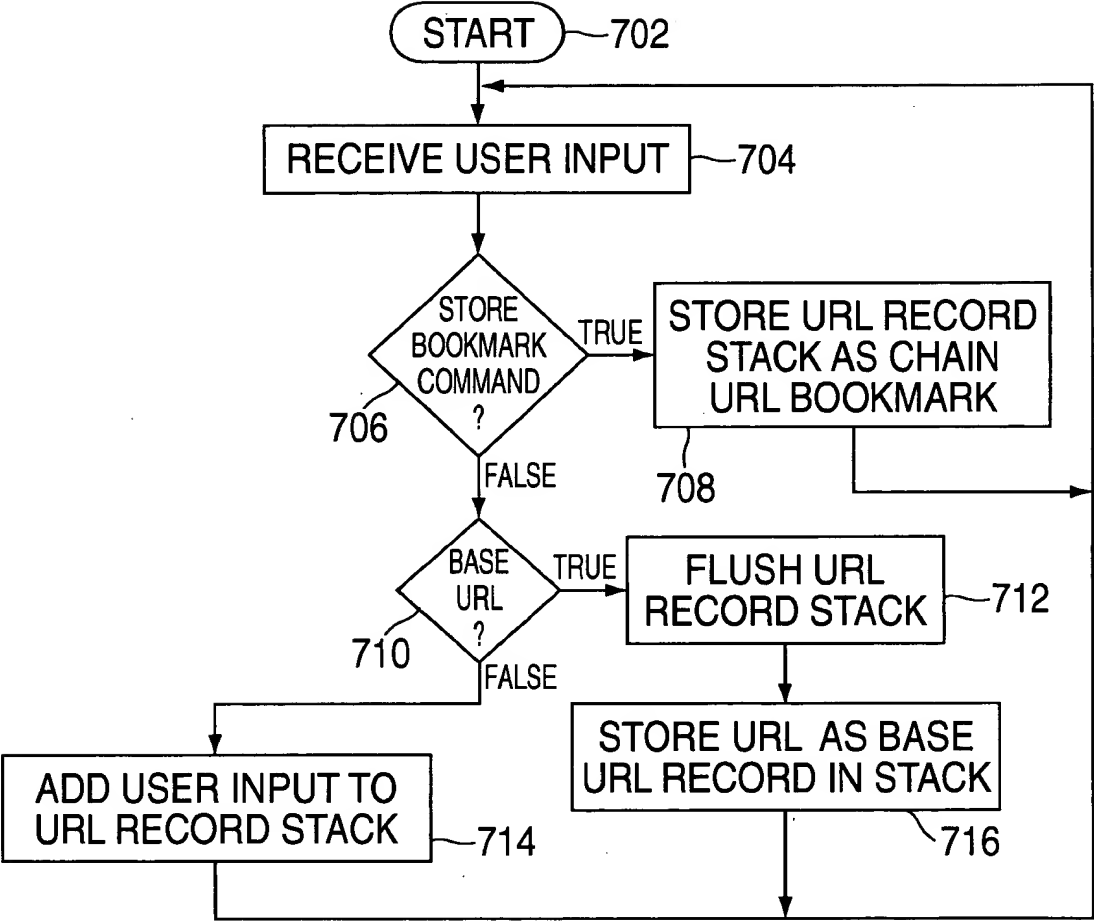 START
702
RECEIVE USER INPUT
704
STORE
BOOKMARK
COMMAND
?
706
TRUE
STORE URL RECORD
STACK AS CHAIN
URL BOOKMARK
708
FALSE
BASE
URL
?
710
TRUE
FLUSH URL
RECORD STACK
712
FALSE
STORE URL AS BASE
URL RECORD IN STACK
716
ADD USER INPUT TO
URL RECORD STACK
714